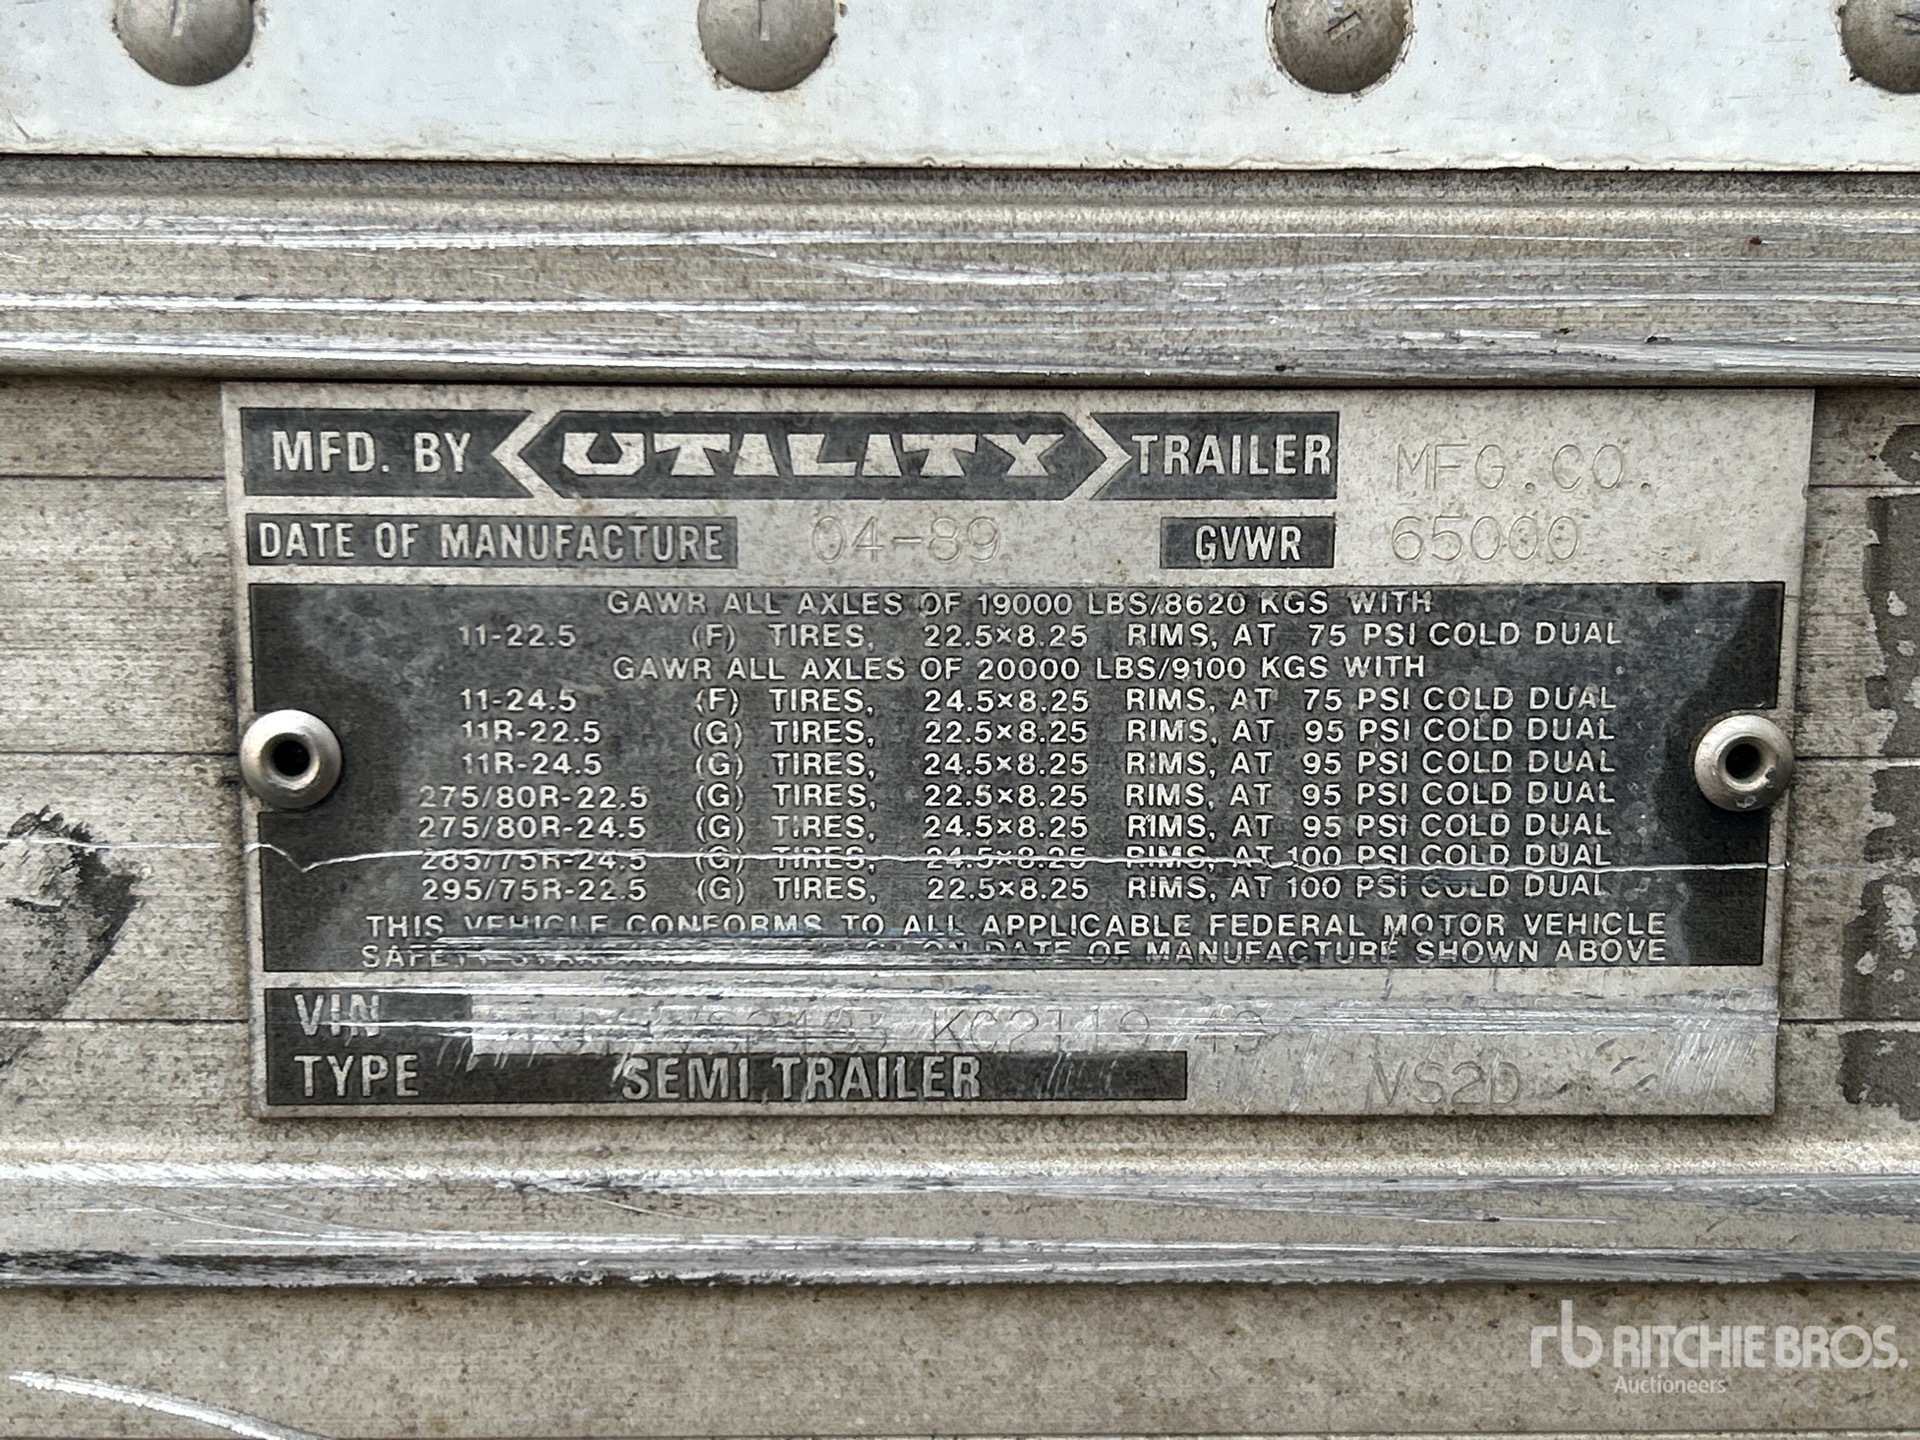 MFD. BY UTILITY TRAILER MFG.CO.
DATE OF MANUFACTURE 04-89 GVWR 65000
GAWR ALL AXLES OF 19000 LBS/8620 KGS WITH
11-22.5 (F) TIRES, 22.5×8.25 RIMS, AT 75 PSI COLD DUAL
GAWR ALL AXLES OF 20000 LBS/9100 KGS WITH
11-24.5 (F) TIRES, 24.5×8.25 RIMS, AT 75 PSI COLD DUAL
11R-22.5 (G) TIRES, 22.5×8.25 RIMS, AT 95 PSI COLD DUAL
11R-24.5 (G) TIRES, 24.5×8.25 RIMS, AT 95 PSI COLD DUAL
275/80R-22.5 (G) TIRES, 22.5×8.25 RIMS, AT 95 PSI COLD DUAL
275/80R-24.5 (G) TIRES, 24.5×8.25 RIMS, AT 95 PSI COLD DUAL
285/75R-24.5 (G) TIRES, 24.5×8.25 RIMS, AT 100 PSI COLD DUAL
295/75R-22.5 (G) TIRES, 22.5×8.25 RIMS, AT 100 PSI COLD DUAL
THIS VEHICLE CONFORMS TO ALL APPLICABLE FEDERAL MOTOR VEHICLE
SAFETY ON DATE OF MANUFACTURE SHOWN ABOVE
VIN
TYPE SEMI TRAILER VS2D
rb RITCHIE BROS.
Auctioneers